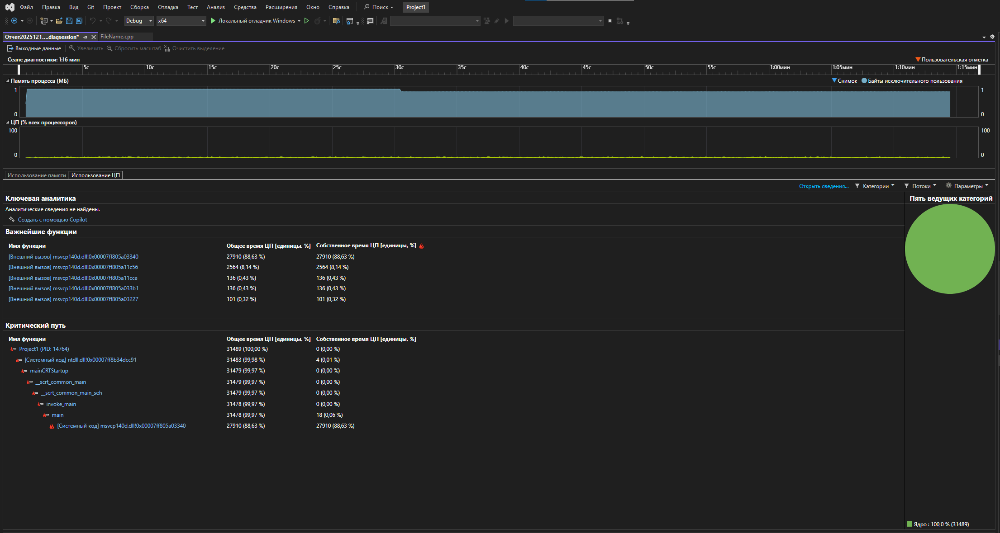 Файл Правка Вид Git Проект Сборка Отладка Тест Анализ Средства Расширения Окно Справка Поиск Project1
Debug x64 Локальный отладчик Windows
Отчет2025121....diagsession* FileName.cpp
Выходные данные Увеличить Сбросить масштаб Очистить выделение
Сеанс диагностики: 1:16 мин Пользовательская отметка
5с 10с 15с 20с 25с 30с 35с 40с 45с 50с 55с 1:00мин 1:05мин 1:10мин 1:15мин
Память процесса (МБ) Снимок Байты исключительного пользования
1 1
0 0
ЦП (% всех процессоров)
100 100
0 0
Использование памяти Использование ЦП
Открыть сведения... Категории Потоки Параметры
Ключевая аналитика Пять ведущих категорий
Аналитические сведения не найдены.
Создать с помощью Copilot
Важнейшие функции
Имя функции Общее время ЦП [единицы, %] Собственное время ЦП [единицы, %]
[Внешний вызов] msvcp140d.dll!0x00007ff805a03340 27910 (88,63 %) 27910 (88,63 %)
[Внешний вызов] msvcp140d.dll!0x00007ff805a11c56 2564 (8,14 %) 2564 (8,14 %)
[Внешний вызов] msvcp140d.dll!0x00007ff805a11cce 136 (0,43 %) 136 (0,43 %)
[Внешний вызов] msvcp140d.dll!0x00007ff805a033b1 136 (0,43 %) 136 (0,43 %)
[Внешний вызов] msvcp140d.dll!0x00007ff805a03227 101 (0,32 %) 101 (0,32 %)
Критический путь
Имя функции Общее время ЦП [единицы, %] Собственное время ЦП [единицы, %]
Project1 (PID: 14764) 31489 (100,00 %) 0 (0,00 %)
[Системный код] ntdll.dll!0x00007ff8b34dcc91 31483 (99,98 %) 4 (0,01 %)
mainCRTStartup 31479 (99,97 %) 0 (0,00 %)
__scrt_common_main 31479 (99,97 %) 0 (0,00 %)
__scrt_common_main_seh 31479 (99,97 %) 0 (0,00 %)
invoke_main 31478 (99,97 %) 0 (0,00 %)
main 31478 (99,97 %) 18 (0,06 %)
[Системный код] msvcp140d.dll!0x00007ff805a03340 27910 (88,63 %) 27910 (88,63 %)
Ядро : 100,0 % (31489)